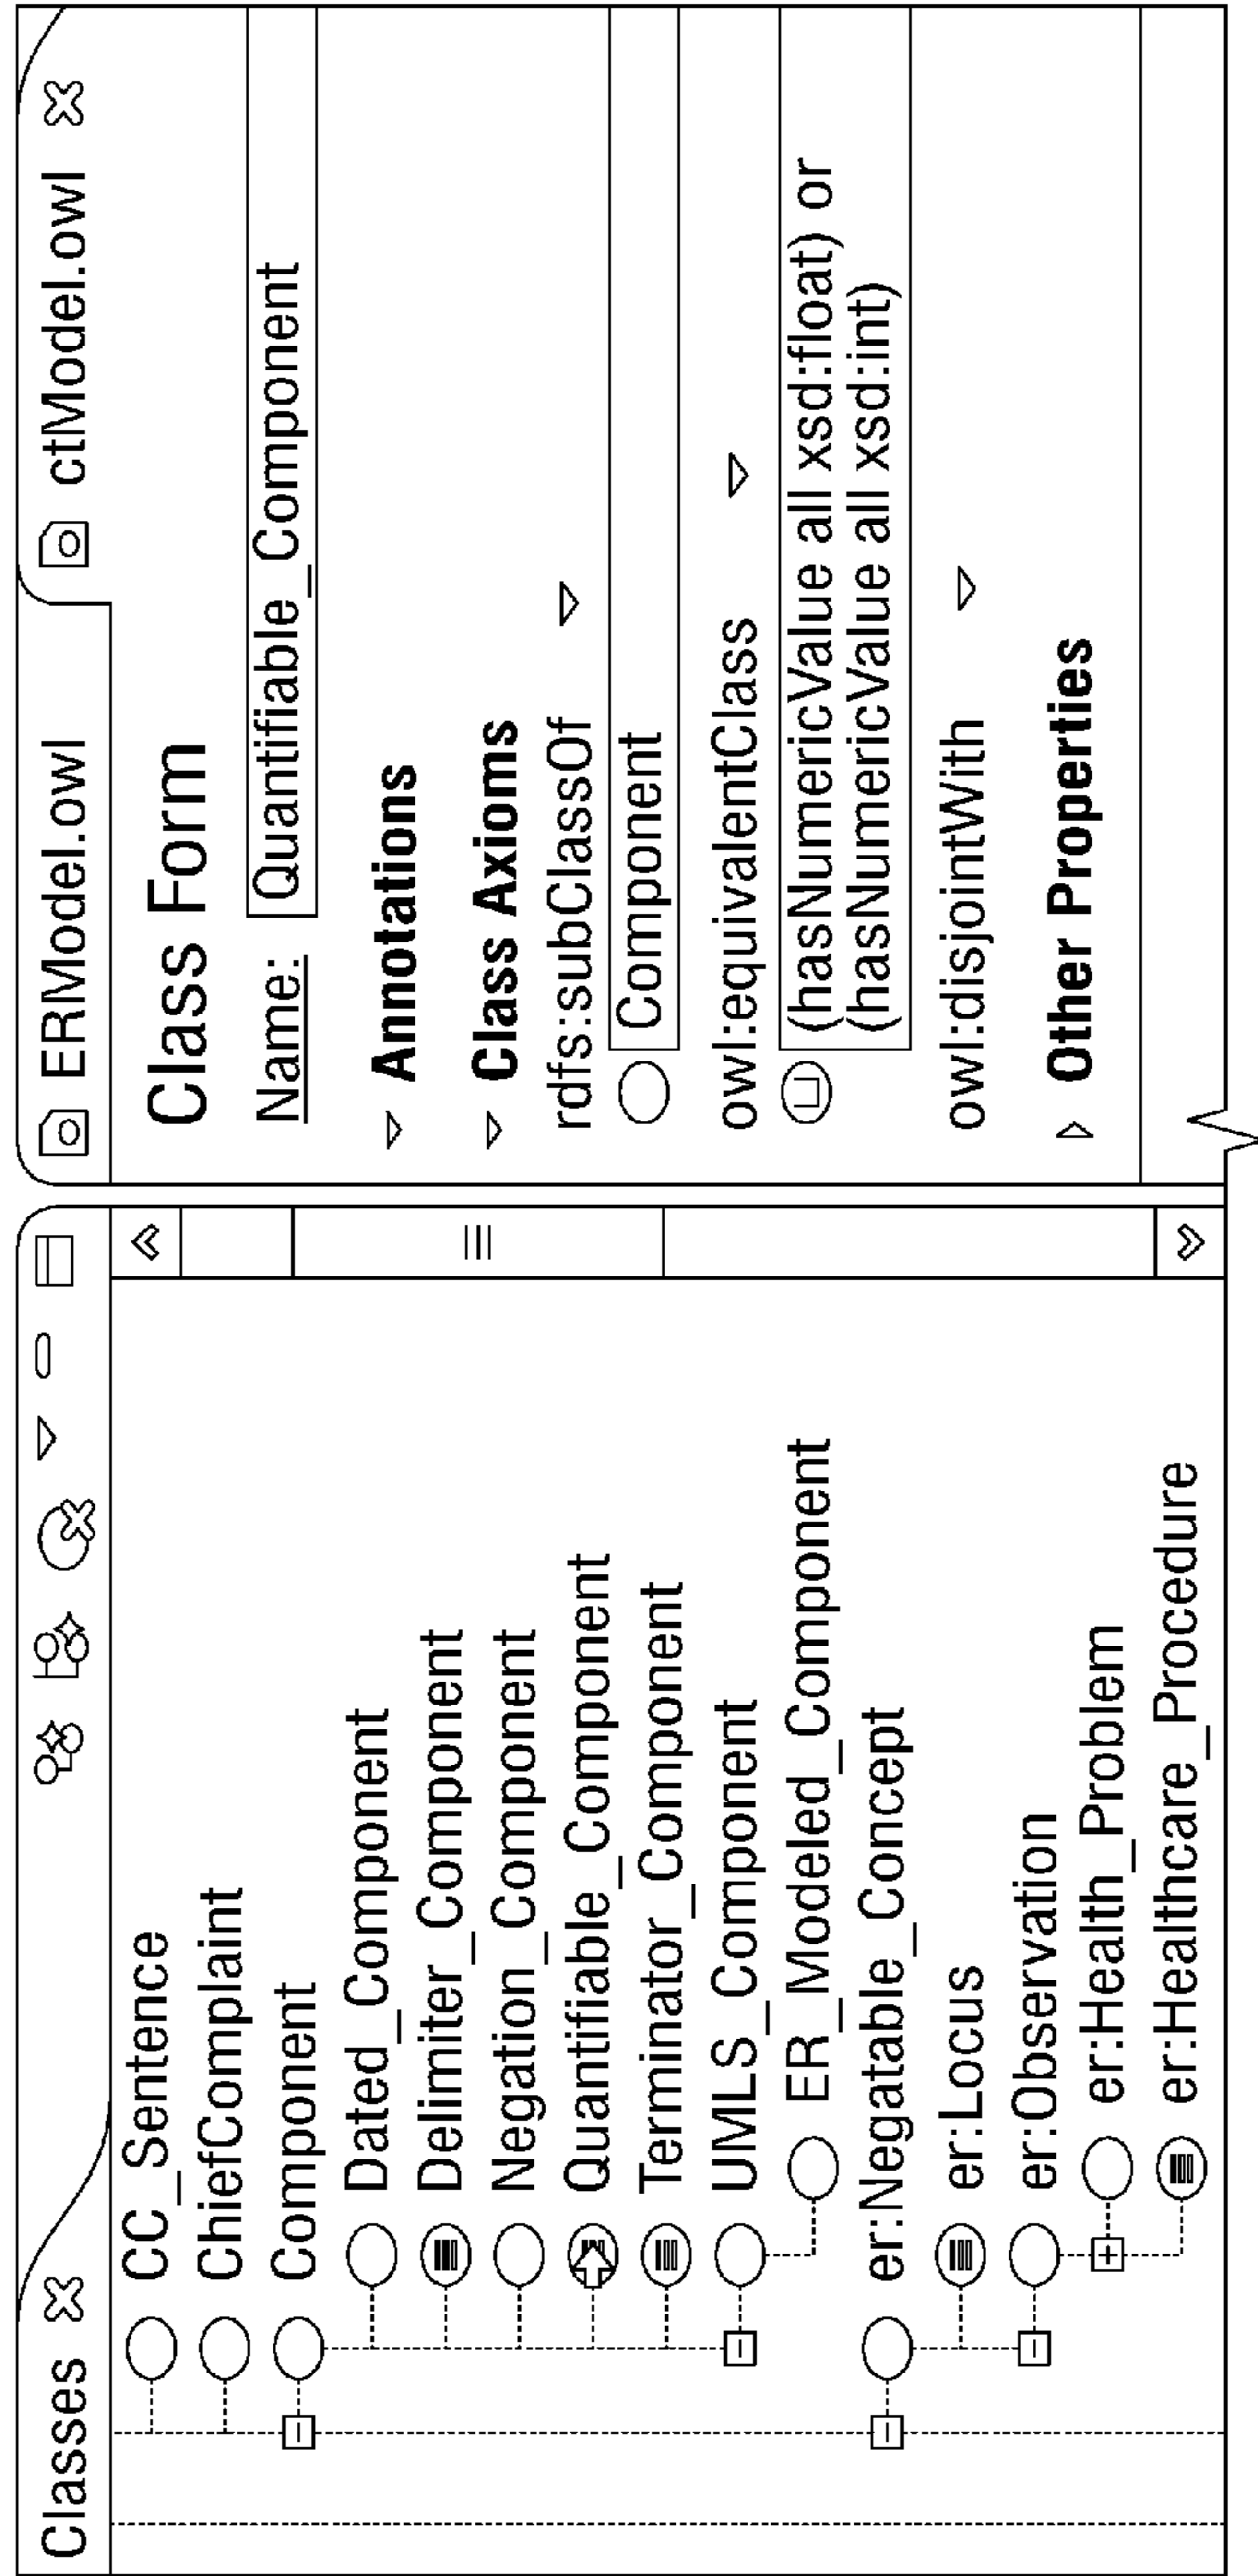 Classes
CC_Sentence
ChiefComplaint
Component
Dated_Component
Delimiter_Component
Negation_Component
Quantifiable_Component
Terminator_Component
UMLS_Component
ER_Modeled_Component
er:Negatable_Concept
er:Locus
er:Observation
er:Health_Problem
er:Healthcare_Procedure
ERModel.owl
ctModel.owl
Class Form
Name: Quantifiable_Component
Annotations
Class Axioms
rdfs:subClassOf
Component
owl:equivalentClass
(hasNumericValue all xsd:float) or
(hasNumericValue all xsd:int)
owl:disjointWith
Other Properties